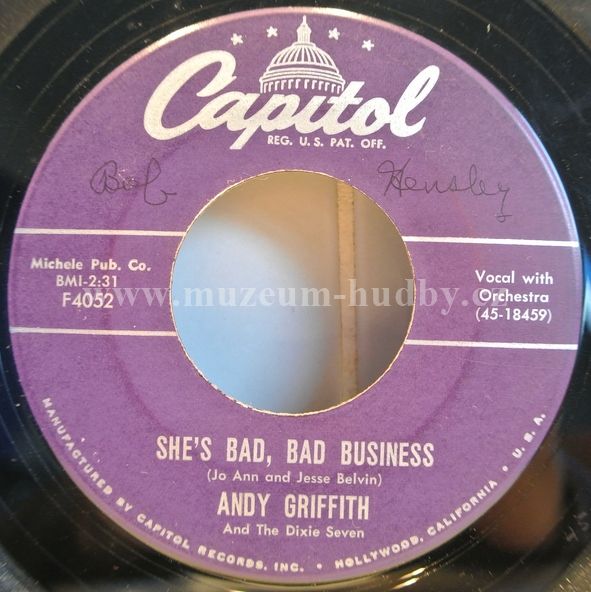 Capitol
REG. U.S. PAT. OFF.
Bob Hensley
Michele Pub. Co.
BMI-2:31
F4052
Vocal with
Orchestra
(45-18459)
www.muzeum-hudby.cz
SHE'S BAD, BAD BUSINESS
(Jo Ann and Jesse Belvin)
ANDY GRIFFITH
And The Dixie Seven
MANUFACTURED BY CAPITOL RECORDS, INC. • HOLLYWOOD, CALIFORNIA • U.S.A.